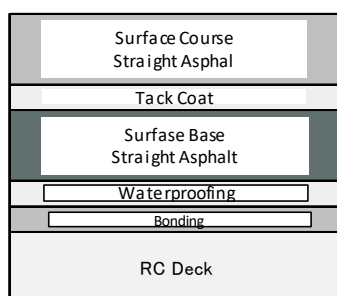 Surface Course
Straight Asphal
Tack Coat
Surfase Base
Straight Asphalt
Waterproofing
Bonding
RC Deck